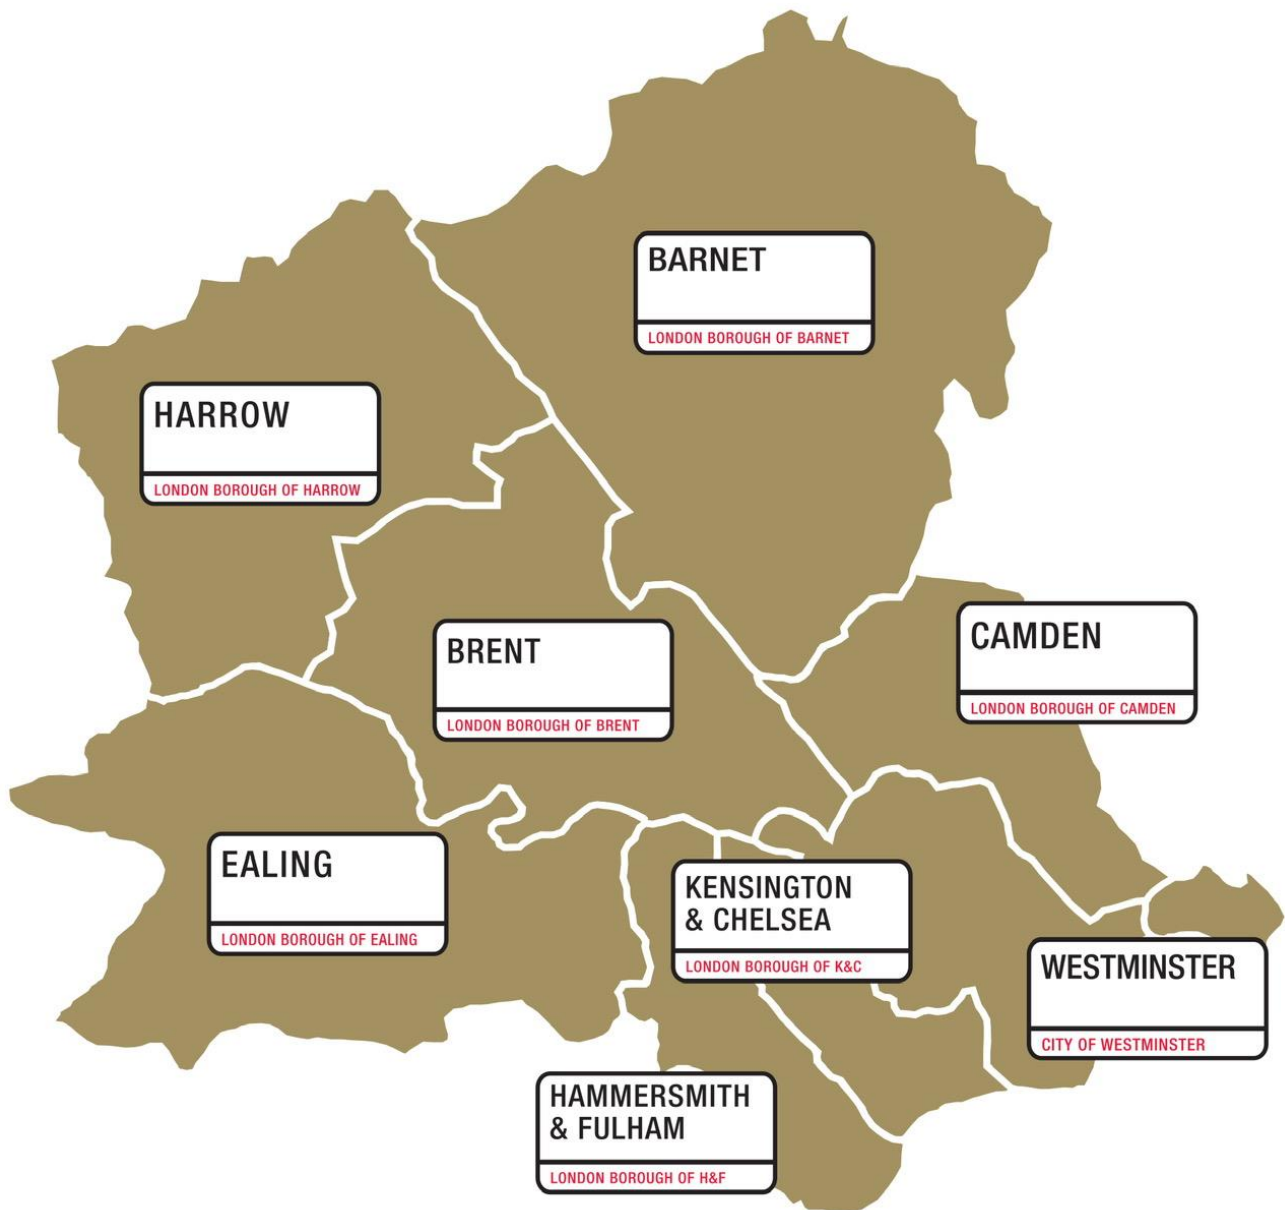 BARNET
LONDON BOROUGH OF BARNET
HARROW
LONDON BOROUGH OF HARROW
BRENT
LONDON BOROUGH OF BRENT
CAMDEN
LONDON BOROUGH OF CAMDEN
EALING
LONDON BOROUGH OF EALING
KENSINGTON
& CHELSEA
LONDON BOROUGH OF K&C
WESTMINSTER
CITY OF WESTMINSTER
HAMMERSMITH
& FULHAM
LONDON BOROUGH OF H&F